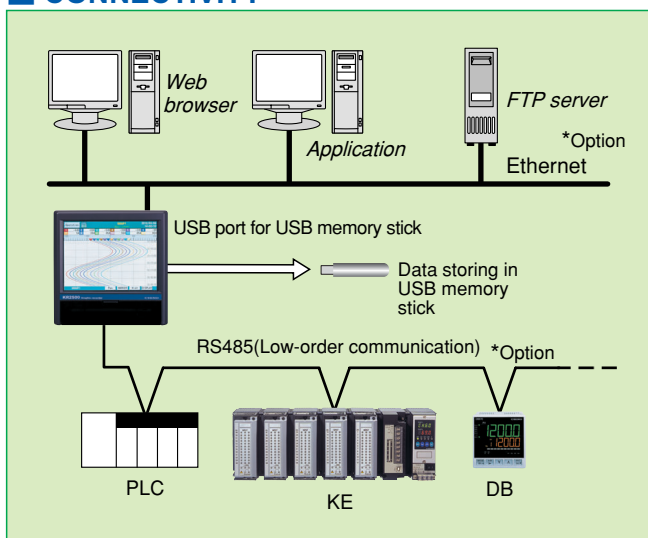 CONNECTIVITY
Web
browser
Application
FTP server
*Option
Ethernet
USB port for USB memory stick
Data storing in
USB memory
stick
RS485(Low-order communication) *Option
PLC
KE
DB